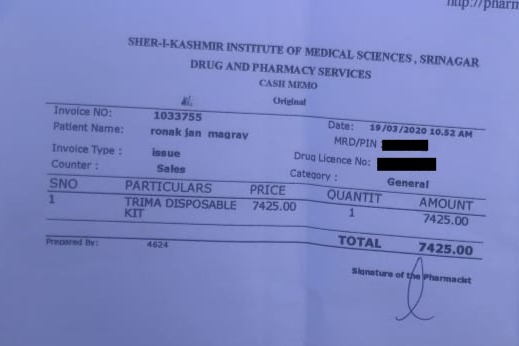 http://pharm
SHER-I-KASHMIR INSTITUTE OF MEDICAL SCIENCES, SRINAGAR
DRUG AND PHARMACY SERVICES
CASH MEMO
Original
Invoice NO: 1033755 Date: 19/03/2020 10.52 AM
Patient Name: ronak jan magray MRD/PIN :
Invoice Type : issue Drug Licence No:
Counter : Sales Category : General
SNO PARTICULARS PRICE QUANTIT AMOUNT
1 TRIMA DISPOSABLE 7425.00 1 7425.00
KIT
TOTAL 7425.00
Prepared By: 4624
Signature of the Pharmacist